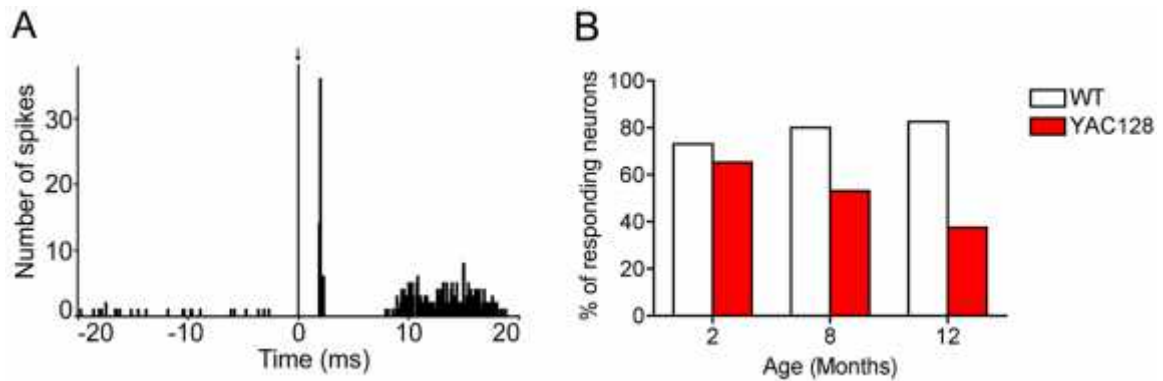 A
Number of spikes
30
20
10
0
-20 -10 0 10 20
Time (ms)
B
% of responding neurons
100
80
60
40
20
0
2 8 12
Age (Months)
WT
YAC128